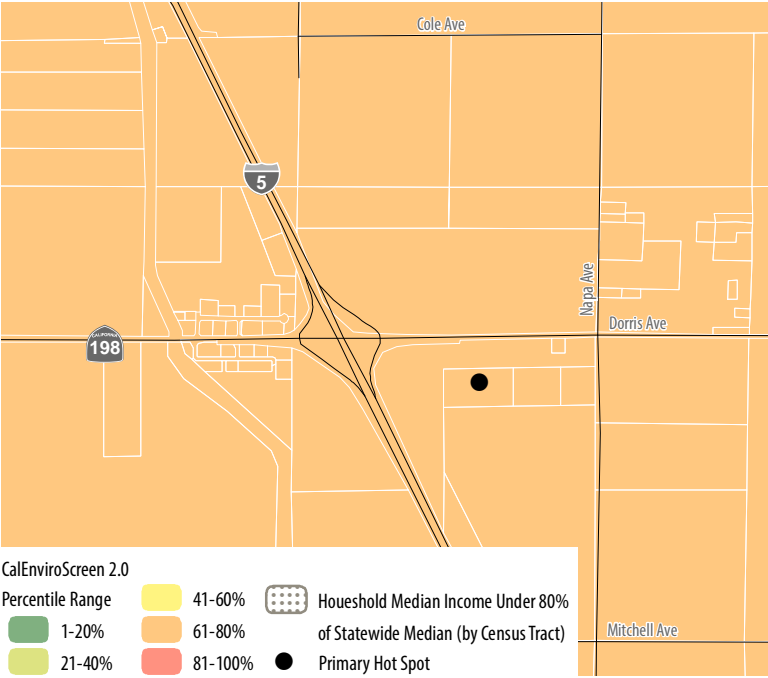 Cole Ave
5
Napa Ave
Dorris Ave
CALIFORNIA
198
CalEnviroScreen 2.0
Percentile Range
1-20%
21-40%
41-60%
61-80%
81-100%
Houeshold Median Income Under 80%
of Statewide Median (by Census Tract)
Primary Hot Spot
Mitchell Ave